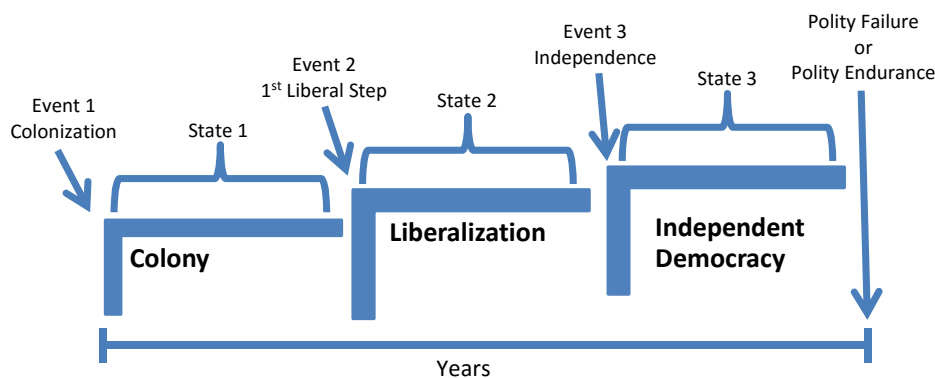 Event 1
Colonization
State 1
Event 2
1st Liberal Step
State 2
Event 3
Independence
State 3
Polity Failure
or
Polity Endurance
Colony
Liberalization
Independent
Democracy
Years